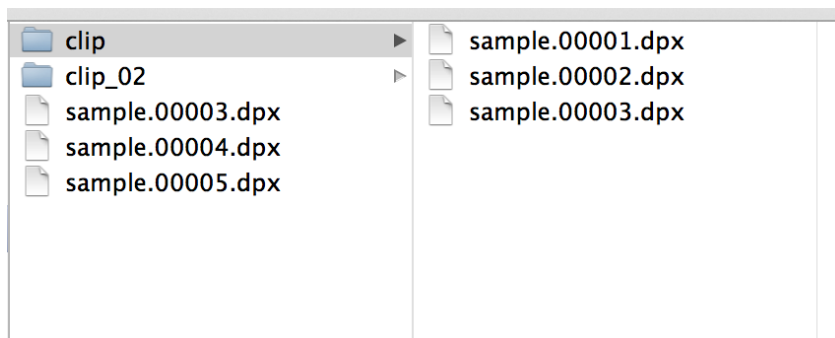 clip
clip_02
sample.00003.dpx
sample.00004.dpx
sample.00005.dpx
sample.00001.dpx
sample.00002.dpx
sample.00003.dpx